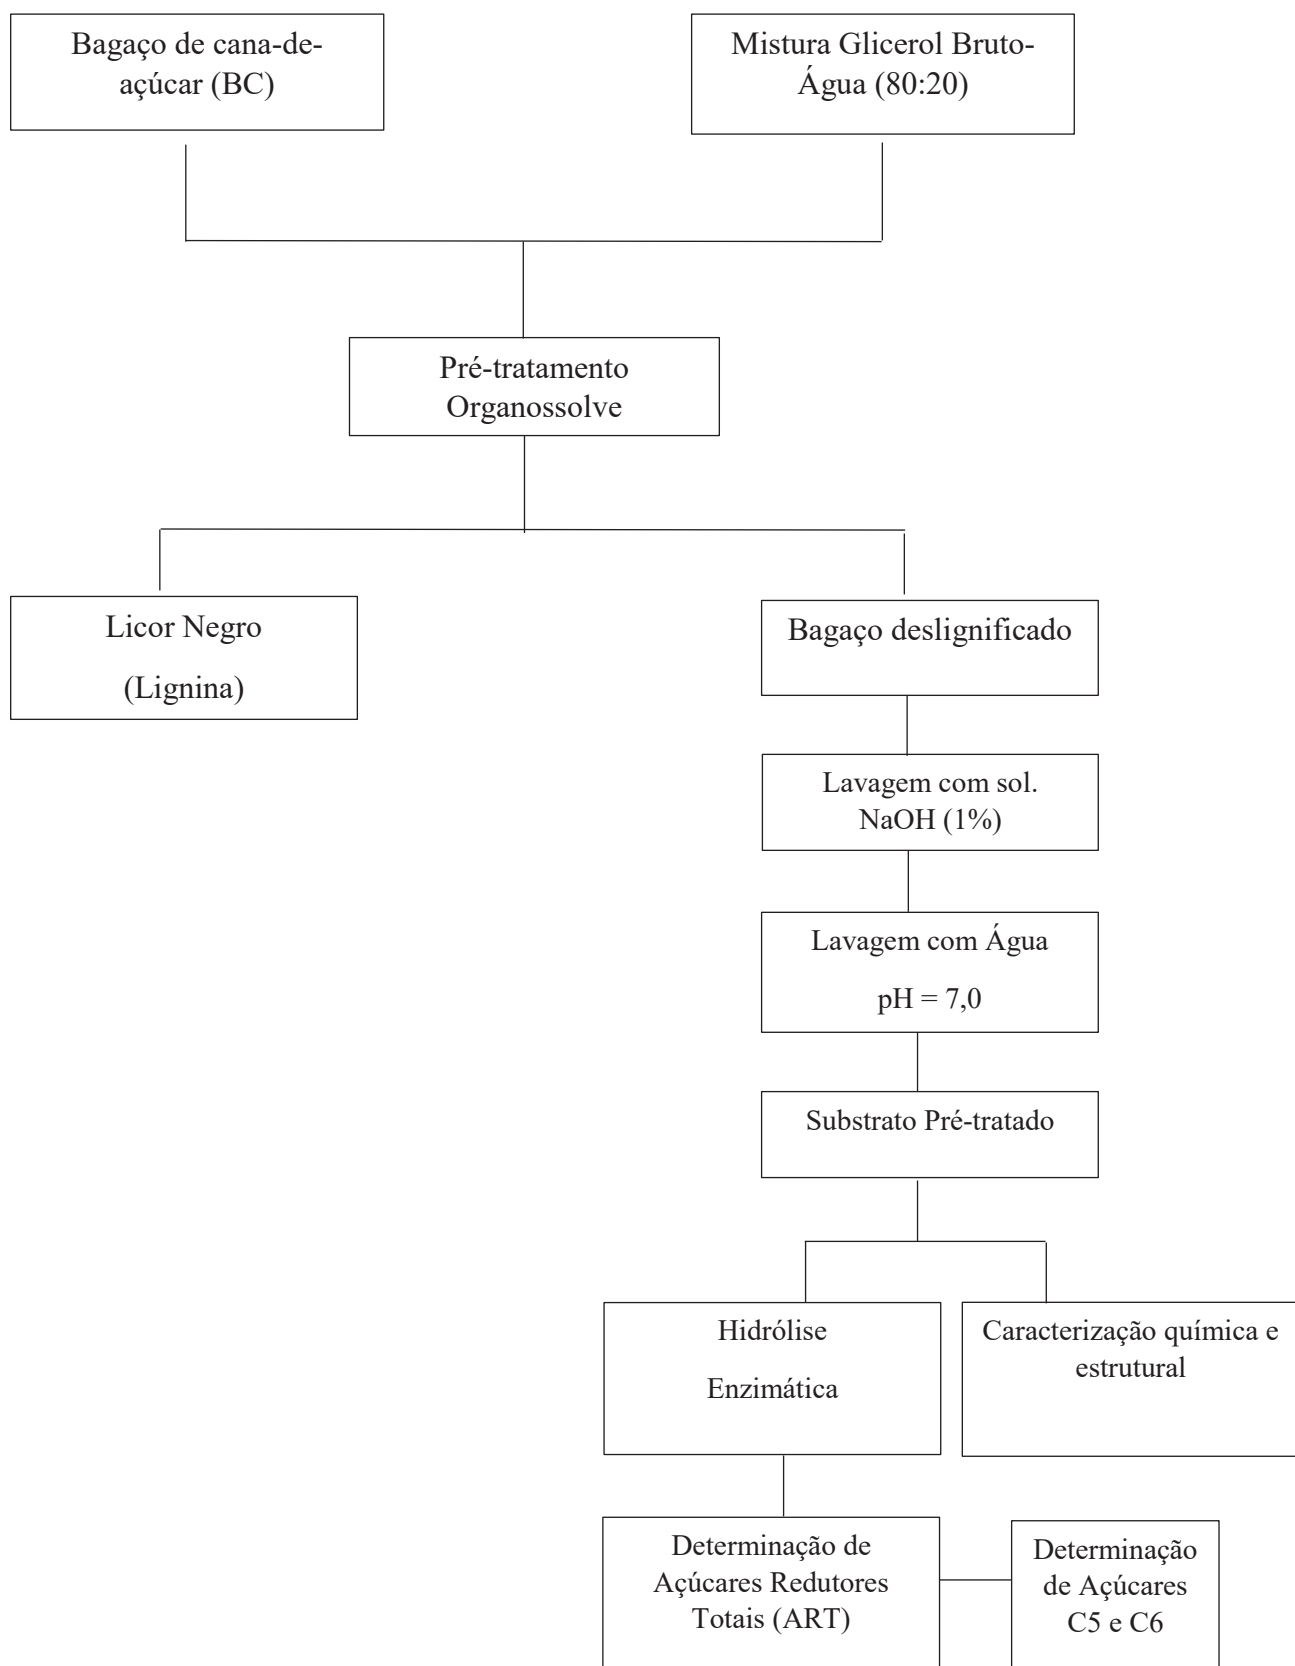 Bagaço de cana-de-
açúcar (BC)
Mistura Glicerol Bruto-
Água (80:20)
Pré-tratamento
Organossolve
Licor Negro
(Lignina)
Bagaço deslignificado
Lavagem com sol.
NaOH (1%)
Lavagem com Água
pH = 7,0
Substrato Pré-tratado
Hidrólise
Enzimática
Caracterização química e
estrutural
Determinação de
Açúcares Redutores
Totais (ART)
Determinação
de Açúcares
C5 e C6